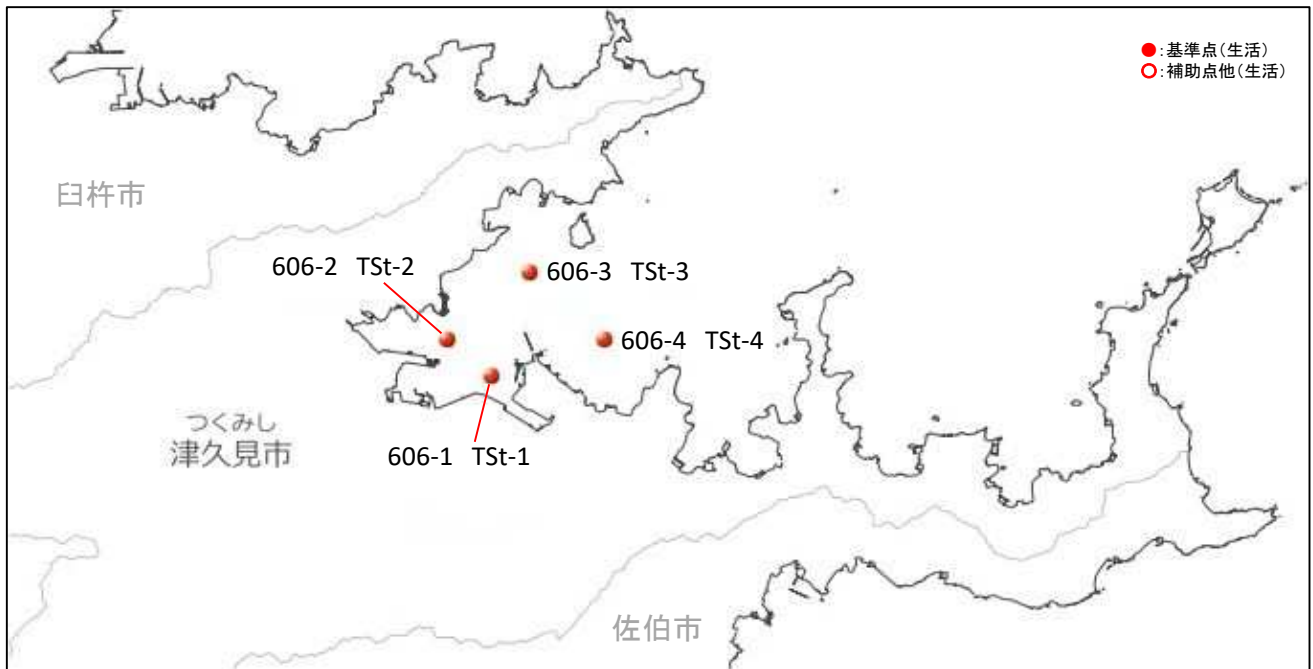 ●:基準点(生活)
○:補助点他(生活)
臼杵市
606-2 TSt-2
606-3 TSt-3
606-4 TSt-4
つくみし
津久見市
606-1 TSt-1
佐伯市